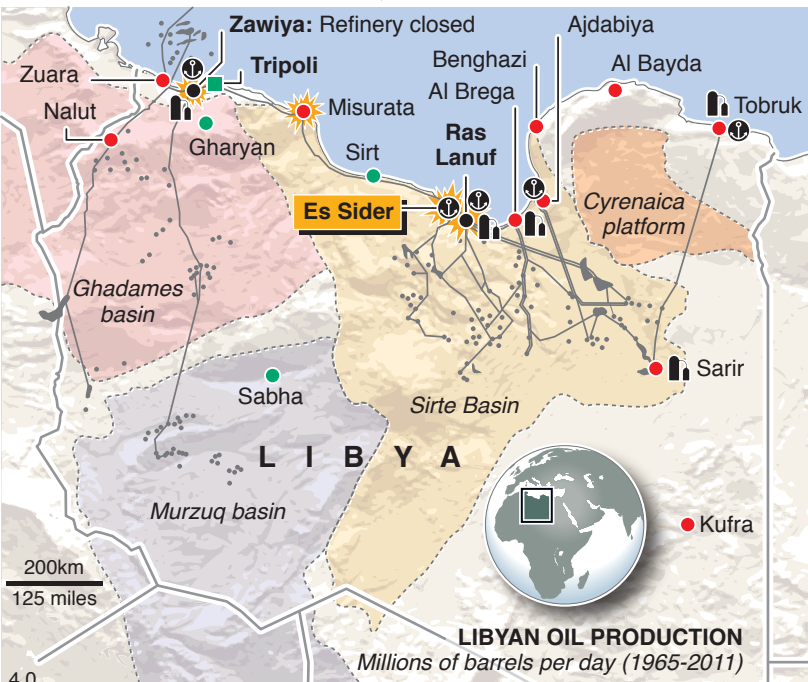 Zawiya: Refinery closed
Ajdabiya
Benghazi
Al Bayda
Zuara
Tripoli
Al Brega
Nalut
Misurata
Tobruk
Ras
Lanuf
Gharyan
Sirt
Es Sider
Cyrenaica
platform
Ghadames
basin
Sarir
Sabha
Sirte Basin
LIBYA
Murzuq basin
Kufra
200km
125 miles
LIBYAN OIL PRODUCTION
Millions of barrels per day (1965-2011)
4.0